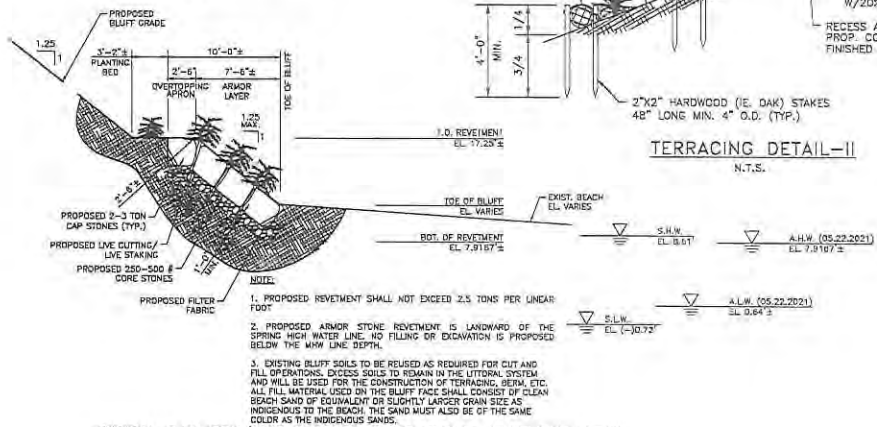 PROPOSED
BLUFF GRADE
1.25
1
3'-2"±
PLANTING
BED
10'-0"±
2'-6"
OVERTOPPING
APRON
7'-6"±
ARMOR
LAYER
TOE OF BLUFF
1.25
MAX.
1
2'-6"±
PROPOSED 2-3 TON
CAP STONES (TYP.)
PROPOSED LIVE CUTTING/
LIVE STAKING
PROPOSED 250-500 #
CORE STONES
1'-0"
MIN.
PROPOSED FILTER
FABRIC
T.O. REVETMENT
EL. 17.25'±
TOE OF BLUFF
EL. VARIES
BOT. OF REVETMENT
EL. 7.9167'±
EXIST. BEACH
EL. VARIES
S.H.W.
A.H.W. (05.22.2021)
EL. 7.9167'±
A.L.W. (05.22.2021)
EL. 0.64'±
S.L.W.
EL. (-)0.73'
4'-0"
MIN.
1/4
3/4
RECESS
FINISHED
2"X2" HARDWOOD (IE. OAK) STAKES
48" LONG MIN. 4" O.D. (TYP.)
TERRACING DETAIL-II
N.T.S.
NOTE:
1. PROPOSED REVETMENT SHALL NOT EXCEED 2.5 TONS PER LINEAR
FOOT
2. PROPOSED ARMOR STONE REVETMENT IS LANDWARD OF THE
SPRING HIGH WATER LINE. NO FILLING OR EXCAVATION IS PROPOSED
BELOW THE MHW LINE DEPTH.
3. EXISTING BLUFF SOILS TO BE REUSED AS REQUIRED FOR CUT AND
FILL OPERATIONS. EXCESS SOILS TO REMAIN IN THE LITTORAL SYSTEM
AND WILL BE USED FOR THE CONSTRUCTION OF TERRACING, BERM, ETC.
ALL FILL MATERIAL USED ON THE BLUFF FACE SHALL CONSIST OF CLEAN
BEACH SAND OF EQUIVALENT OR SLIGHTLY LARGER GRAIN SIZE AS
INDIGENOUS TO THE BEACH. THE SAND MUST ALSO BE OF THE SAME
COLOR AS THE INDIGENOUS SANDS.